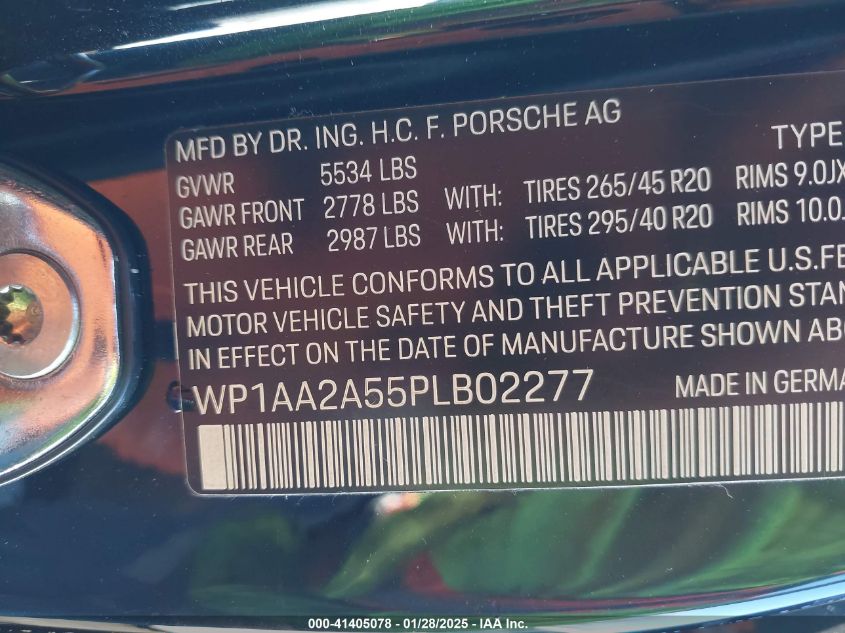 MFD BY DR. ING. H.C. F. PORSCHE AG
TYPE
GVWR 5534 LBS
GAWR FRONT 2778 LBS WITH: TIRES 265/45 R20 RIMS 9.0JX
GAWR REAR 2987 LBS WITH: TIRES 295/40 R20 RIMS 10.0J
THIS VEHICLE CONFORMS TO ALL APPLICABLE U.S.FE
MOTOR VEHICLE SAFETY AND THEFT PREVENTION STAN
IN EFFECT ON THE DATE OF MANUFACTURE SHOWN ABO
WP1AA2A55PLB02277 MADE IN GERMA
000-41405078 / 01/28/2025 - IAA Inc.